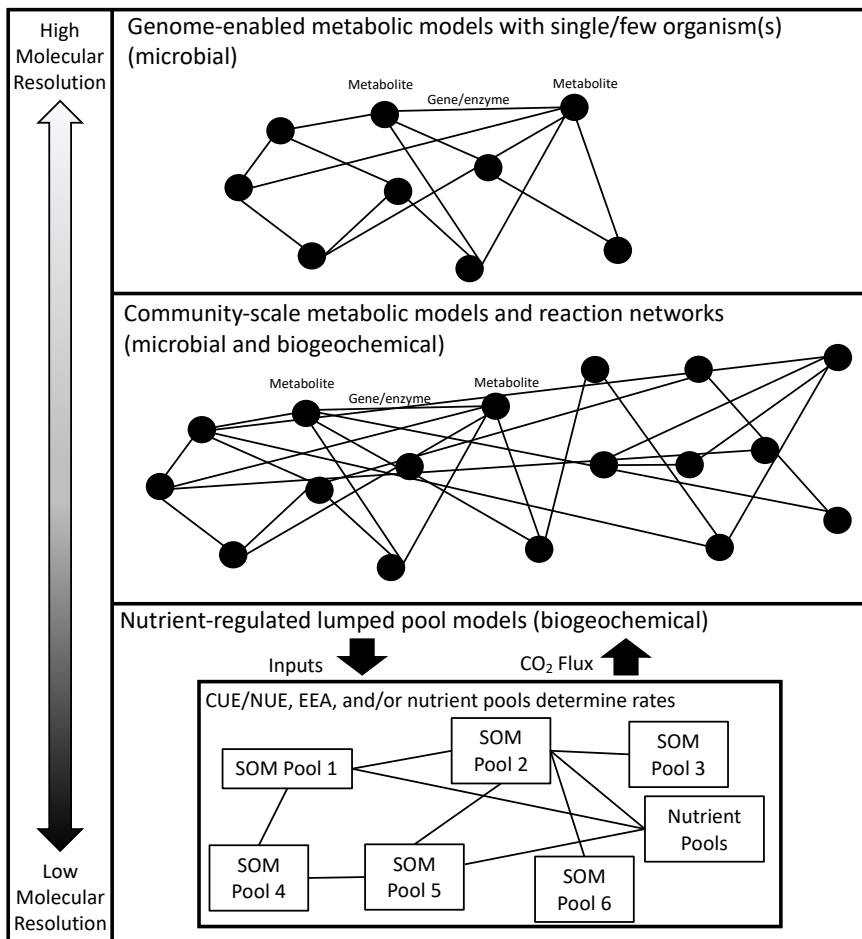 High
Molecular
Resolution
Genome-enabled metabolic models with single/few organism(s)
(microbial)
Metabolite
Gene/enzyme
Metabolite
Community-scale metabolic models and reaction networks
(microbial and biogeochemical)
Metabolite
Gene/enzyme
Metabolite
Nutrient-regulated lumped pool models (biogeochemical)
Inputs
CO₂ Flux
CUE/NUE, EEA, and/or nutrient pools determine rates
SOM Pool 1
SOM
Pool 2
SOM
Pool 3
Nutrient
Pools
SOM
Pool 4
SOM
Pool 5
SOM
Pool 6
Low
Molecular
Resolution